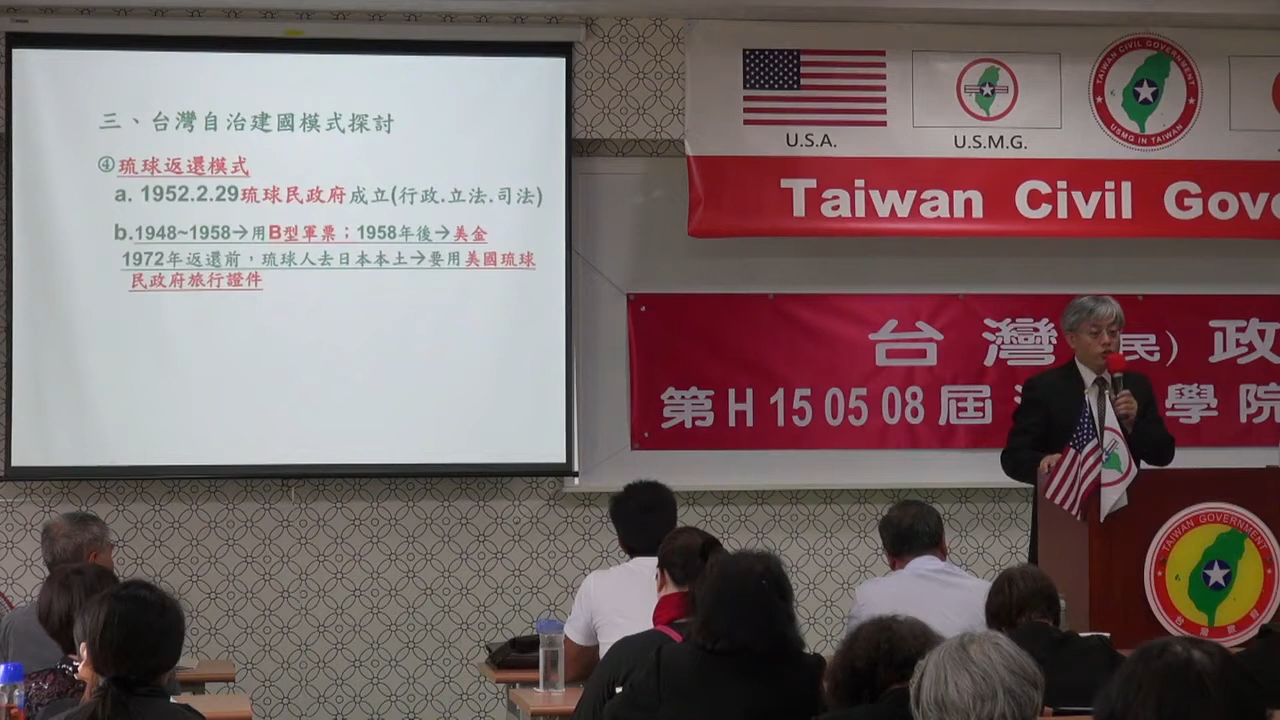 三、台灣自治建國模式探討
④琉球返還模式
a. 1952.2.29琉球民政府成立(行政.立法.司法)
b.1948~1958→用B型軍票；1958年後→美金
1972年返還前，琉球人去日本本土→要用美國琉球
民政府旅行證件
U.S.A.
U.S.M.G.
TAIWAN CIVIL GOVERNMENT
USMG IN TAIWAN
Taiwan Civil Gove
台灣 民）政
第H 15 05 08屆 學院
TAIWAN GOVERNMENT